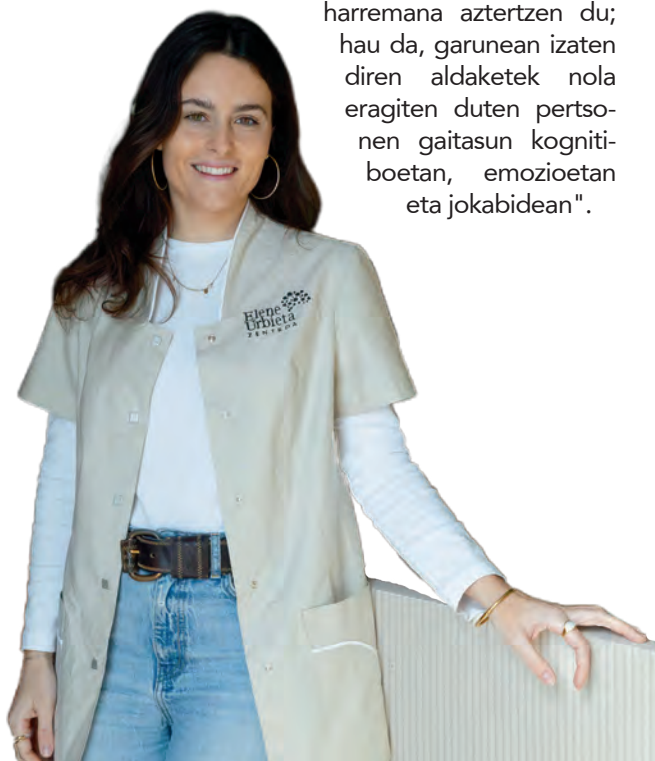 harremana aztertzen du;
hau da, garunean izaten
diren aldaketek nola
eragiten duten pertso-
nen gaitasun kogniti-
boetan, emozioetan
eta jokabidean".
Elene
Urbieta
ZENTROA